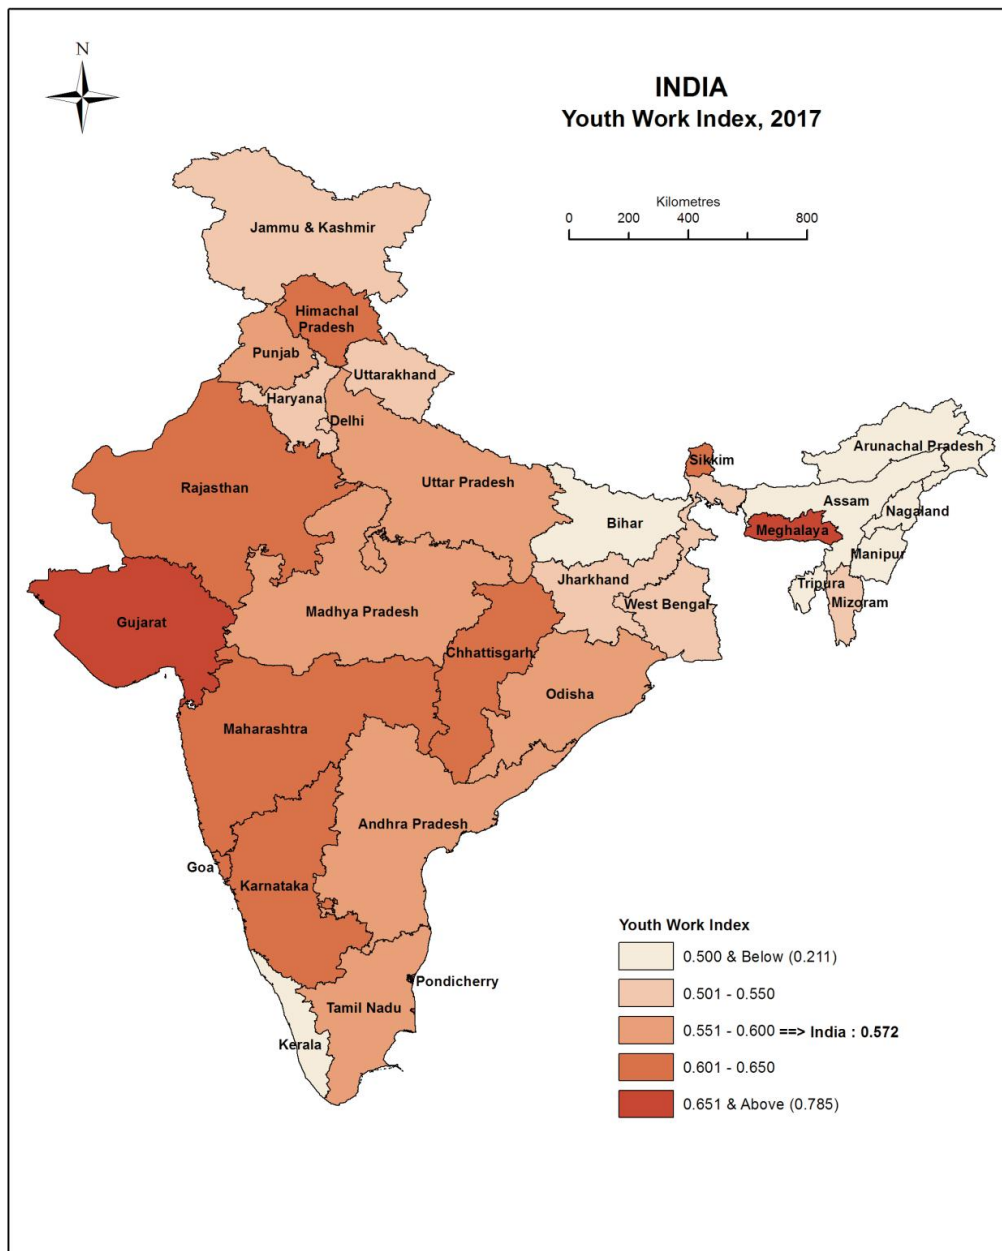 N
INDIA
Youth Work Index, 2017
Kilometres
0 200 400 800
Jammu & Kashmir
Himachal
Pradesh
Punjab
Uttarakhand
Haryana
Delhi
Arunachal Pradesh
Sikkim
Rajasthan
Uttar Pradesh
Assam
Nagaland
Bihar
Meghalaya
Manipur
Jharkhand
Tripura
Mizoram
West Bengal
Madhya Pradesh
Gujarat
Chhattisgarh
Odisha
Maharashtra
Andhra Pradesh
Goa
Karnataka
Pondicherry
Tamil Nadu
Kerala
Youth Work Index
0.500 & Below (0.211)
0.501 - 0.550
0.551 - 0.600 ==> India : 0.572
0.601 - 0.650
0.651 & Above (0.785)